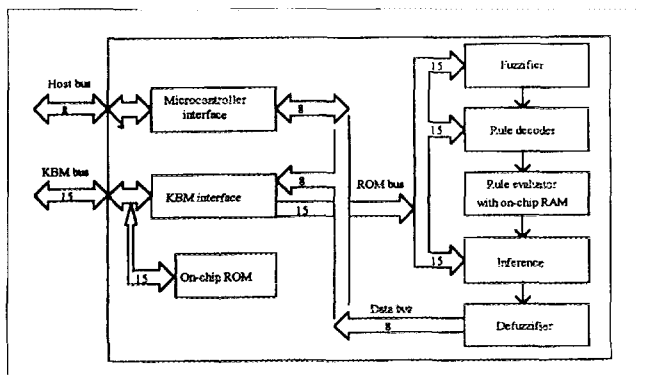 Host bus
8
Microcontroller
interface
8
KBM bus
15
KBM interface
8
15
ROM bus
15
On-chip ROM
15
Fuzzifier
15
Rule decoder
Rule evaluator
with on-chip RAM
15
Inference
Data bus
8
Defuzzifier